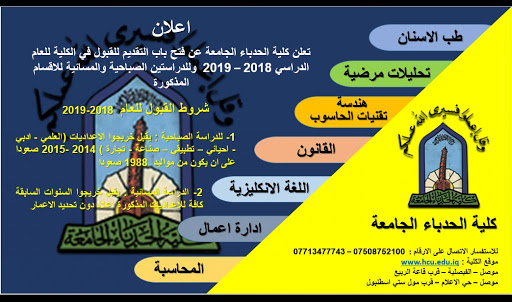 اعلان
تعلن كلية الحدباء الجامعة عن فتح باب التقديم للقبول في الكلية للعام
الدراسي 2018 – 2019 وللدراستين الصباحية والمسائية للاقسام
المذكورة
شروط القبول للعام 2018-2019
1- للدراسة الصباحية : يقبل خريجوا الاعداديات (العلمي - ادبي
- احيائي – تطبيقي – صناعة - تجارة ) 2014 -2015 صعودا
على ان يكون من مواليد 1988 صعودا
2- الدراسة المسائية : يقبل خريجوا السنوات السابقة
كافة للاعداديات المذكورة دون تحديد الاعمار
طب الاسنان
تحليلات مرضية
هندسة
تقنيات الحاسوب
القانون
اللغة الانكليزية
ادارة اعمال
المحاسبة
كلية الحدباء الجامعة
للاستفسار الاتصال على الارقام : 07508752100 – 07713477743
موقع الكلية : www.hcu.edu.iq
موصل – الفيصلية – قرب قاعة الربيع
موصل – حي الاعلام – قرب مول ستي اسطنبول